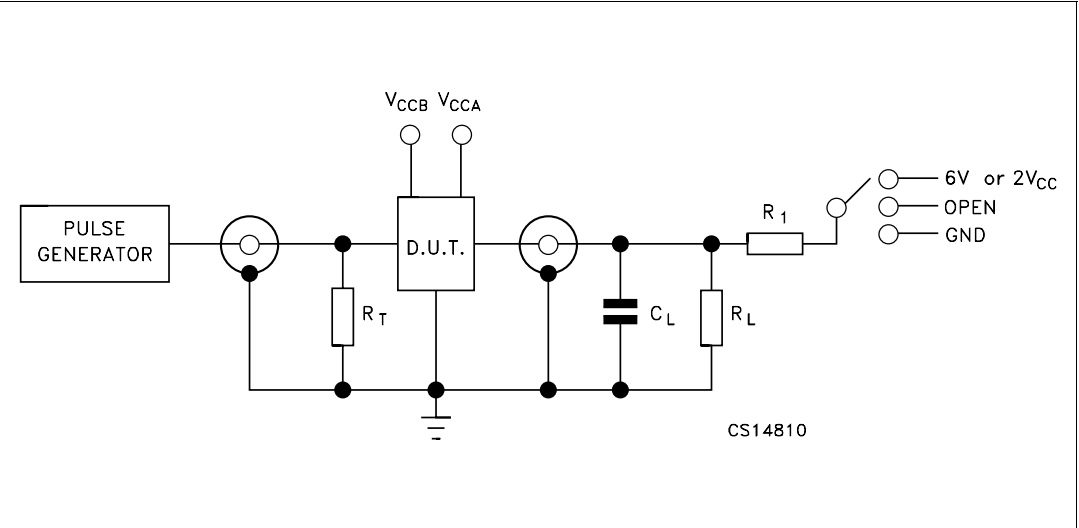 VCCB VCCA
PULSE
GENERATOR
D.U.T.
RT
CL
RL
R1
6V or 2VCC
OPEN
GND
CS14810